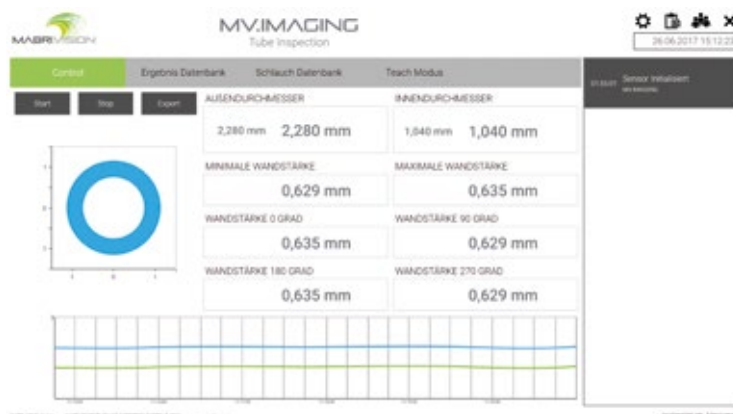 MABRI.VISION
MV.IMAGING
Tube Inspection
26.06.2017 15:12:23
Control Ergebnis Datenbank Schlauch Datenbank Teach Modus
Start Stop Export
Sensor Initialisiert
AUßENDURCHMESSER INNENDURCHMESSER
2,280 mm 2,280 mm 1,040 mm 1,040 mm
MINIMALE WANDSTÄRKE MAXIMALE WANDSTÄRKE
0,629 mm 0,635 mm
WANDSTÄRKE 0 GRAD WANDSTÄRKE 90 GRAD
0,635 mm 0,629 mm
WANDSTÄRKE 180 GRAD WANDSTÄRKE 270 GRAD
0,635 mm 0,629 mm